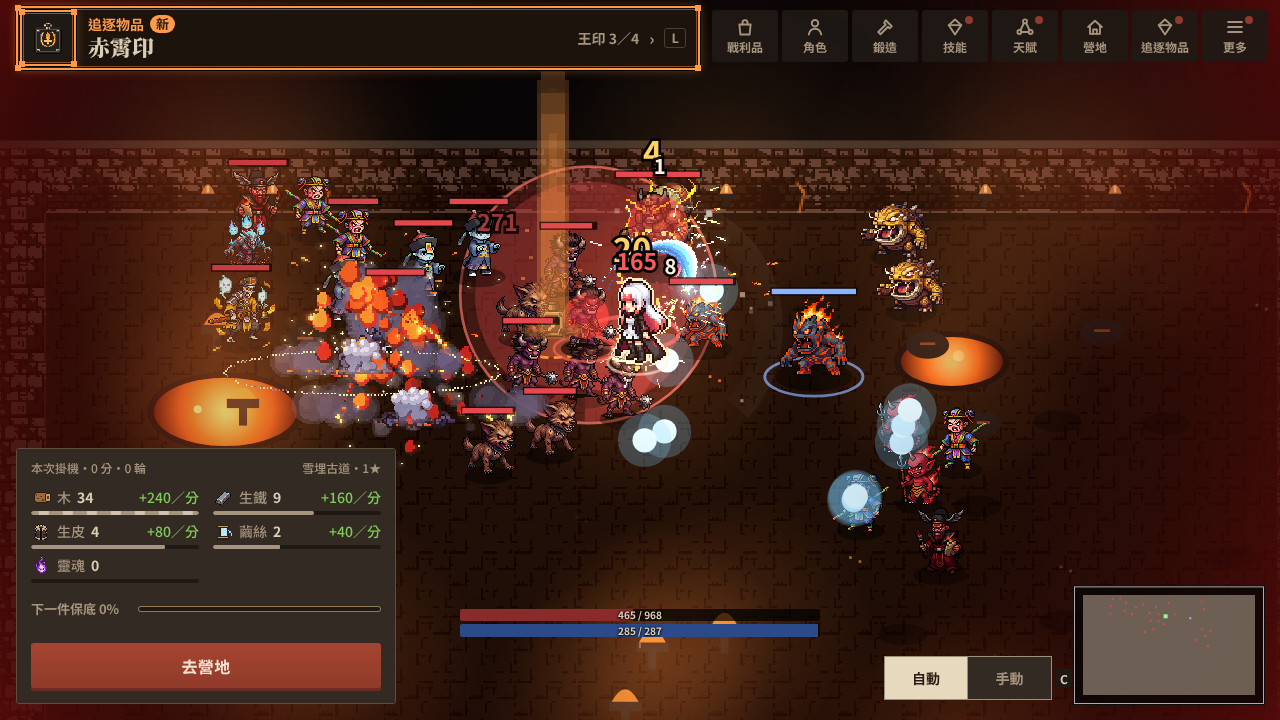 追逐物品 新
赤霄印
王印 3／4 › L
戰利品
角色
鍛造
技能
天賦
營地
追逐物品
更多
4
1
271
20
165
8
本次掛機・0 分・0 輪
雪埋古道・1★
木 34 +240／分
生鐵 9 +160／分
生皮 4 +80／分
繭絲 2 +40／分
靈魂 0
下一件保底 0%
去營地
465 / 968
285 / 287
自動
手動
C